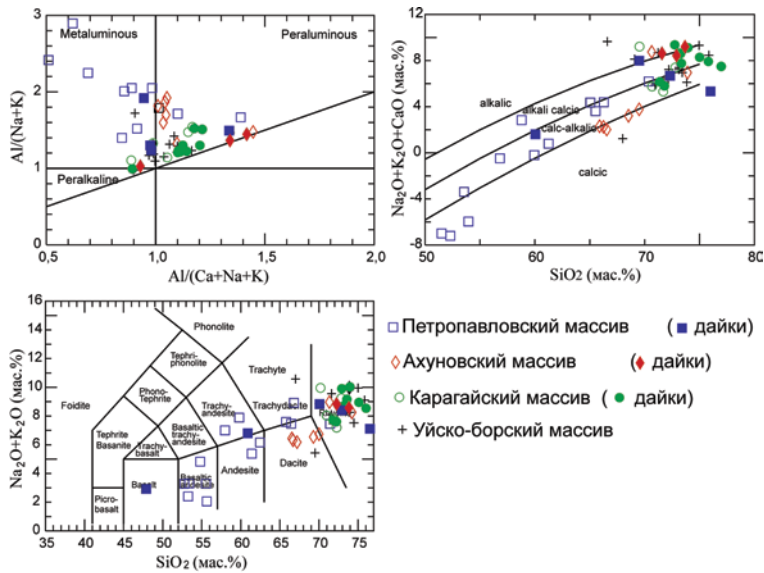 Metaluminous
Peraluminous
Peralkaline
Al/(Na+K)
3
2
1
0
0,5
1,0
1,5
2,0
Al/(Ca+Na+K)
Na2O+K2O+CaO (мас.%)
12
8
4
0
-4
-8
alkalic
alkali calcic
calc-alkalic
calcic
50
60
70
80
SiO2 (мас.%)
Na2O+K2O (мас.%)
16
14
12
10
8
6
4
2
0
Phonolite
Tephri-
phonolite
Trachyte
Foidite
Phono-
Tephrite
Trachy-
andesite
Trachydacite
Tephrite
Basanite
Basaltic
trachy-
andesite
Trachy-
basalt
Andesite
Dacite
Basalt
Basaltic
andesite
Picro-
basalt
35
40
45
50
55
60
65
70
75
SiO2 (мас.%)
Петропавловский массив ( дайки)
Ахуновский массив ( дайки)
Карагайский массив ( дайки)
Уйско-борский массив